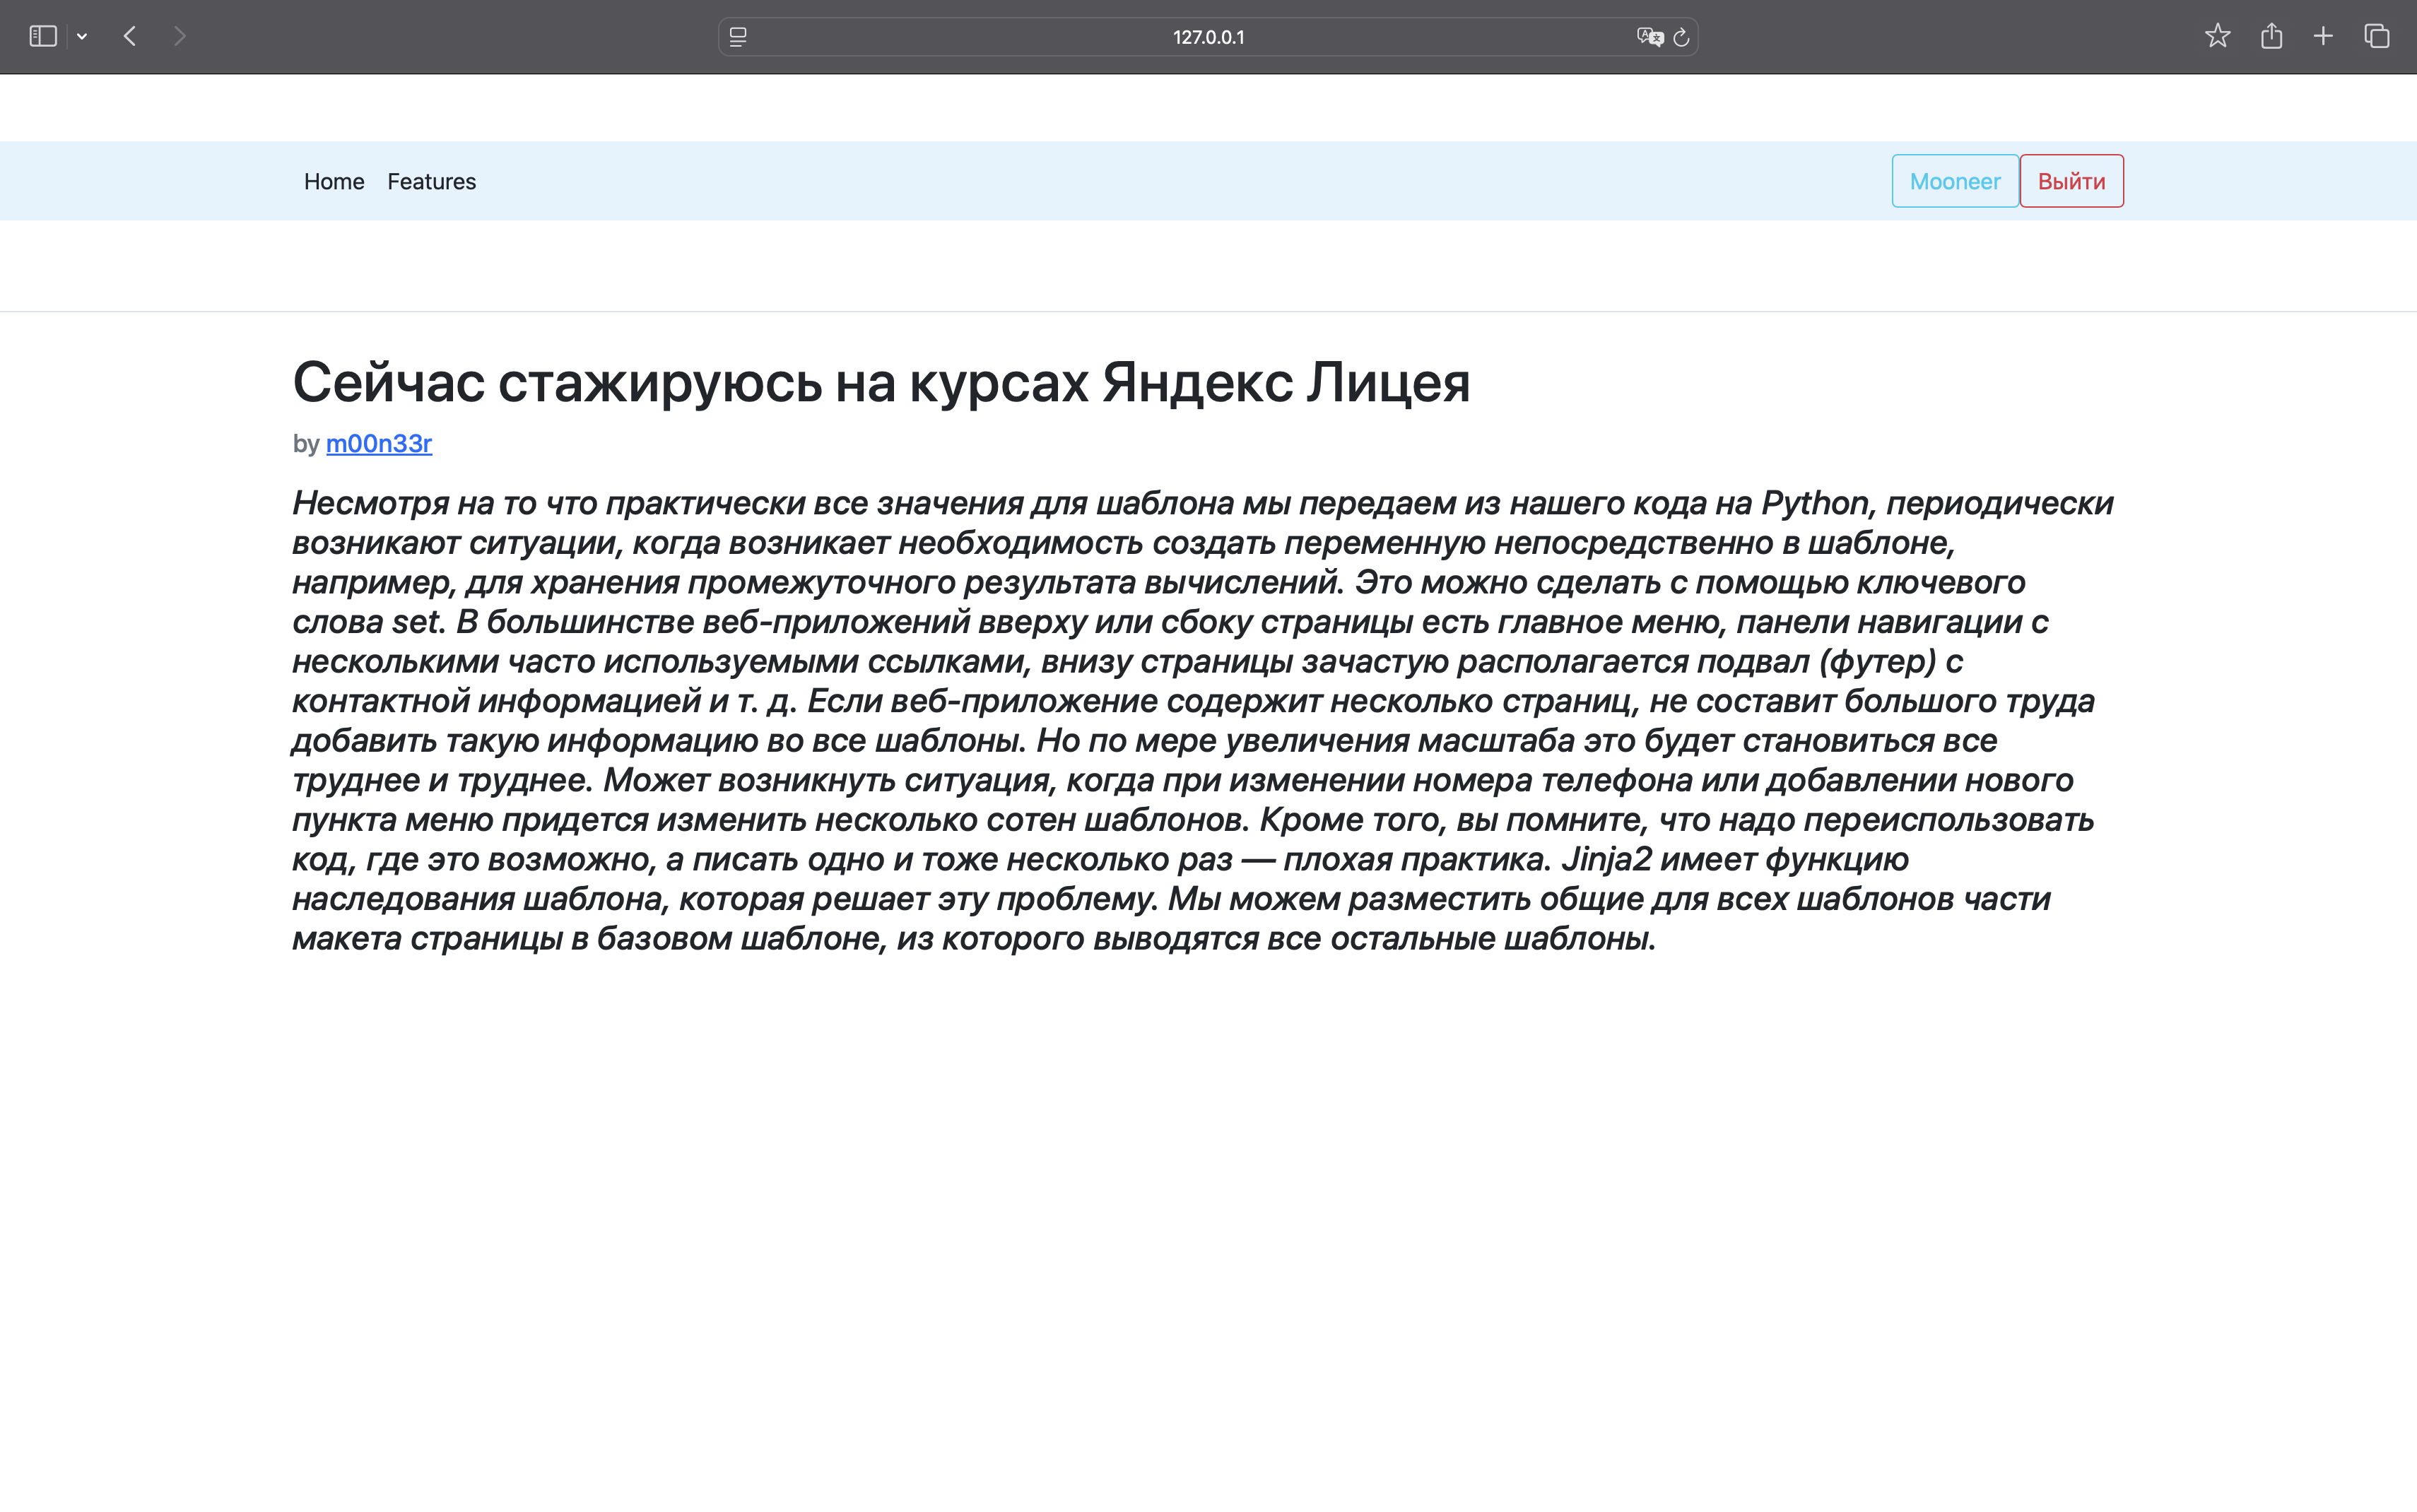 127.0.0.1
Home Features Mooneer Выйти
Сейчас стажируюсь на курсах Яндекс Лицея
by m00n33r
Несмотря на то что практически все значения для шаблона мы передаем из нашего кода на Python, периодически
возникают ситуации, когда возникает необходимость создать переменную непосредственно в шаблоне,
например, для хранения промежуточного результата вычислений. Это можно сделать с помощью ключевого
слова set. В большинстве веб-приложений вверху или сбоку страницы есть главное меню, панели навигации с
несколькими часто используемыми ссылками, внизу страницы зачастую располагается подвал (футер) с
контактной информацией и т. д. Если веб-приложение содержит несколько страниц, не составит большого труда
добавить такую информацию во все шаблоны. Но по мере увеличения масштаба это будет становиться все
труднее и труднее. Может возникнуть ситуация, когда при изменении номера телефона или добавлении нового
пункта меню придется изменить несколько сотен шаблонов. Кроме того, вы помните, что надо переиспользовать
код, где это возможно, а писать одно и тоже несколько раз — плохая практика. Jinja2 имеет функцию
наследования шаблона, которая решает эту проблему. Мы можем разместить общие для всех шаблонов части
макета страницы в базовом шаблоне, из которого выводятся все остальные шаблоны.